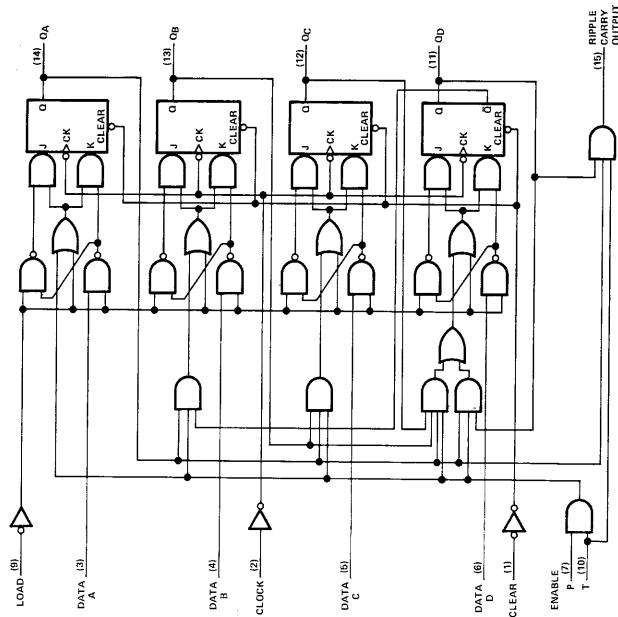 LOAD (9)
DATA A (3)
DATA B (4)
CLOCK (2)
DATA C (5)
DATA D (6)
CLEAR (1)
ENABLE
P (7)
T (10)
J
CK
K
CLEAR
Q
(14) QA
J
CK
K
CLEAR
Q
(13) QB
J
CK
K
CLEAR
Q
(12) QC
J
CK
K
CLEAR
Q
Q̅
(11) QD
(15) RIPPLE
CARRY
OUTPUT